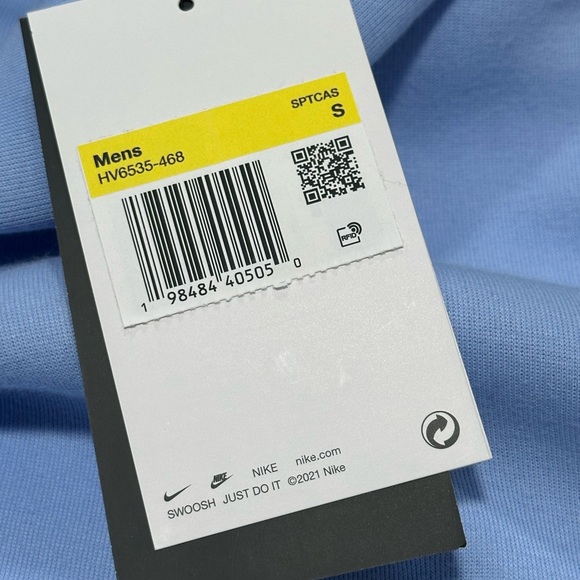 SPTCAS
Mens S
HV6535-468
RFID
1 98484 40505 0
NIKE nike.com
SWOOSH JUST DO IT ©2021 Nike